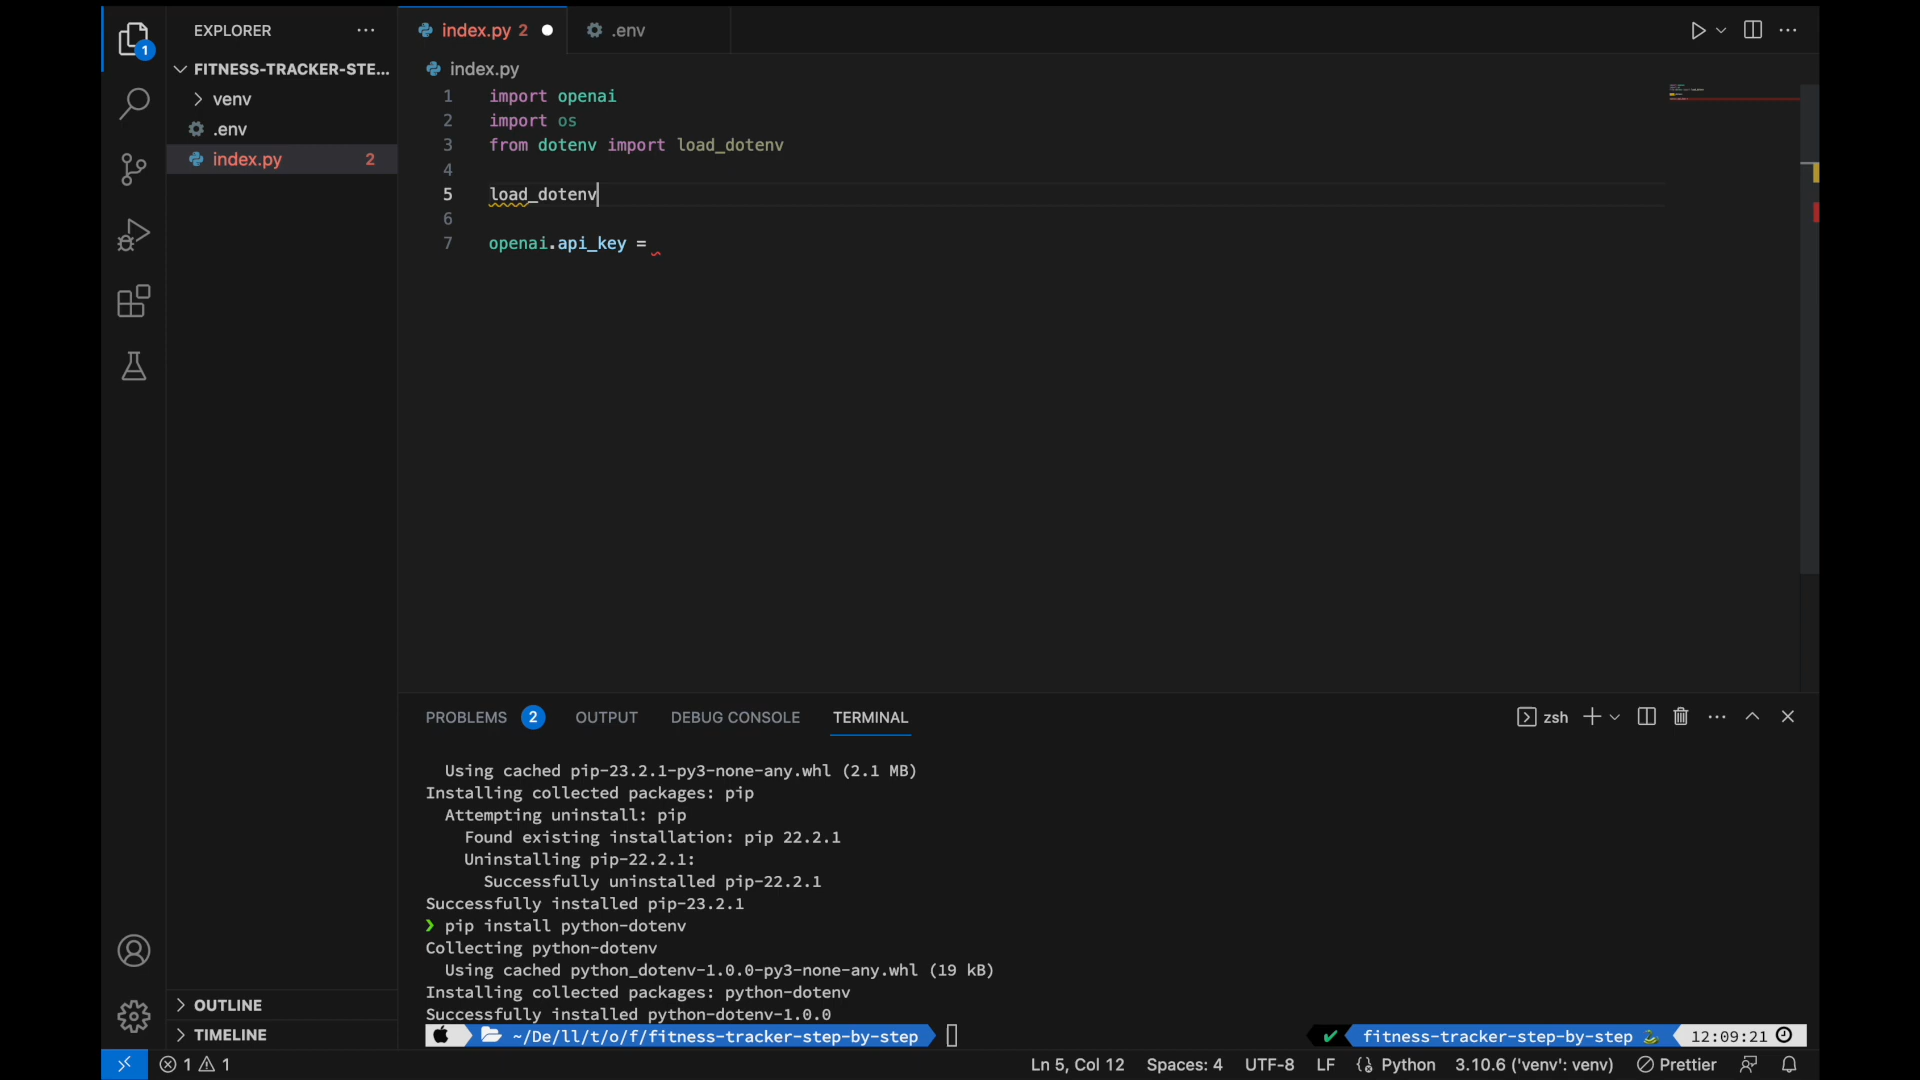 EXPLORER
index.py 2
.env
1
FITNESS-TRACKER-STE...
index.py
venv
.env
index.py 2
1 import openai
2 import os
3 from dotenv import load_dotenv
4
5 load_dotenv
6
7 openai.api_key =
PROBLEMS 2 OUTPUT DEBUG CONSOLE TERMINAL
zsh
Using cached pip-23.2.1-py3-none-any.whl (2.1 MB)
Installing collected packages: pip
Attempting uninstall: pip
Found existing installation: pip 22.2.1
Uninstalling pip-22.2.1:
Successfully uninstalled pip-22.2.1
Successfully installed pip-23.2.1
❯ pip install python-dotenv
Collecting python-dotenv
Using cached python_dotenv-1.0.0-py3-none-any.whl (19 kB)
Installing collected packages: python-dotenv
Successfully installed python-dotenv-1.0.0
~/De/ll/t/o/f/fitness-tracker-step-by-step
fitness-tracker-step-by-step 12:09:21
OUTLINE
TIMELINE
1 1
Ln 5, Col 12 Spaces: 4 UTF-8 LF Python 3.10.6 ('venv': venv) Prettier